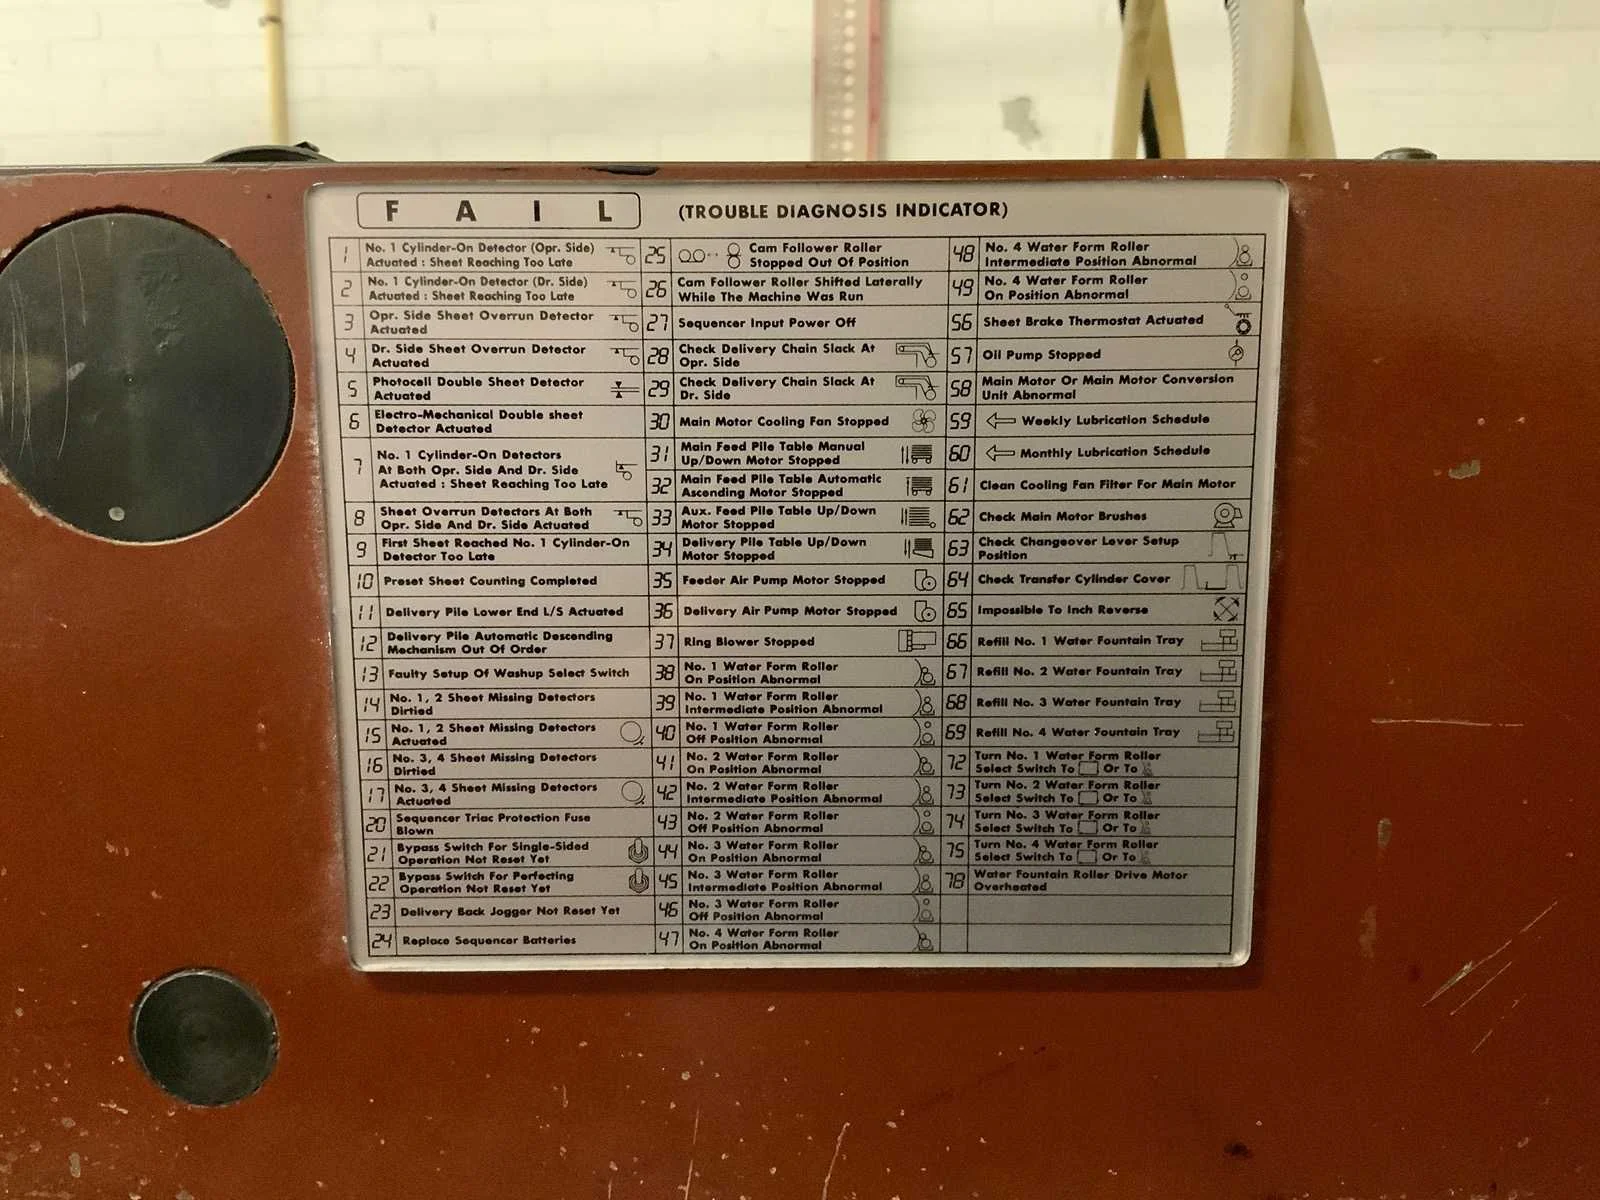 FAIL (TROUBLE DIAGNOSIS INDICATOR)
1 No. 1 Cylinder-On Detector (Opr. Side)
Actuated : Sheet Reaching Too Late
2 No. 1 Cylinder-On Detector (Dr. Side)
Actuated : Sheet Reaching Too Late
3 Opr. Side Sheet Overrun Detector
Actuated
4 Dr. Side Sheet Overrun Detector
Actuated
5 Photocell Double Sheet Detector
Actuated
6 Electro-Mechanical Double sheet
Detector Actuated
7 No. 1 Cylinder-On Detectors
At Both Opr. Side And Dr. Side
Actuated : Sheet Reaching Too Late
8 Sheet Overrun Detectors At Both
Opr. Side And Dr. Side Actuated
9 First Sheet Reached No. 1 Cylinder-On
Detector Too Late
10 Preset Sheet Counting Completed
11 Delivery Pile Lower End L/S Actuated
12 Delivery Pile Automatic Descending
Mechanism Out Of Order
13 Faulty Setup Of Washup Select Switch
14 No. 1, 2 Sheet Missing Detectors
Dirtied
15 No. 1, 2 Sheet Missing Detectors
Actuated
16 No. 3, 4 Sheet Missing Detectors
Dirtied
17 No. 3, 4 Sheet Missing Detectors
Actuated
20 Sequencer Triac Protection Fuse
Blown
21 Bypass Switch For Single-Sided
Operation Not Reset Yet
22 Bypass Switch For Perfecting
Operation Not Reset Yet
23 Delivery Back Jogger Not Reset Yet
24 Replace Sequencer Batteries
25 Cam Follower Roller
Stopped Out Of Position
26 Cam Follower Roller Shifted Laterally
While The Machine Was Run
27 Sequencer Input Power Off
28 Check Delivery Chain Slack At
Opr. Side
29 Check Delivery Chain Slack At
Dr. Side
30 Main Motor Cooling Fan Stopped
31 Main Feed Pile Table Manual
Up/Down Motor Stopped
32 Main Feed Pile Table Automatic
Ascending Motor Stopped
33 Aux. Feed Pile Table Up/Down
Motor Stopped
34 Delivery Pile Table Up/Down
Motor Stopped
35 Feeder Air Pump Motor Stopped
36 Delivery Air Pump Motor Stopped
37 Ring Blower Stopped
38 No. 1 Water Form Roller
On Position Abnormal
39 No. 1 Water Form Roller
Intermediate Position Abnormal
40 No. 1 Water Form Roller
Off Position Abnormal
41 No. 2 Water Form Roller
On Position Abnormal
42 No. 2 Water Form Roller
Intermediate Position Abnormal
43 No. 2 Water Form Roller
Off Position Abnormal
44 No. 3 Water Form Roller
On Position Abnormal
45 No. 3 Water Form Roller
Intermediate Position Abnormal
46 No. 3 Water Form Roller
Off Position Abnormal
47 No. 4 Water Form Roller
On Position Abnormal
48 No. 4 Water Form Roller
Intermediate Position Abnormal
49 No. 4 Water Form Roller
On Position Abnormal
56 Sheet Brake Thermostat Actuated
57 Oil Pump Stopped
58 Main Motor Or Main Motor Conversion
Unit Abnormal
59 Weekly Lubrication Schedule
60 Monthly Lubrication Schedule
61 Clean Cooling Fan Filter For Main Motor
62 Check Main Motor Brushes
63 Check Changeover Lever Setup
Position
64 Check Transfer Cylinder Cover
65 Impossible To Inch Reverse
66 Refill No. 1 Water Fountain Tray
67 Refill No. 2 Water Fountain Tray
68 Refill No. 3 Water Fountain Tray
69 Refill No. 4 Water Fountain Tray
72 Turn No. 1 Water Form Roller
Select Switch To Or To
73 Turn No. 2 Water Form Roller
Select Switch To Or To
74 Turn No. 3 Water Form Roller
Select Switch To Or To
75 Turn No. 4 Water Form Roller
Select Switch To Or To
78 Water Fountain Roller Drive Motor
Overheated